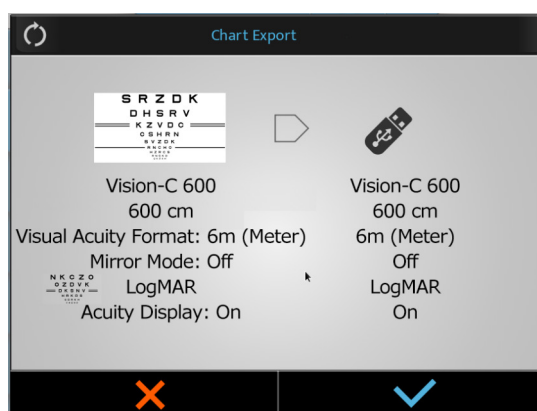 Chart Export
S R Z D K
D H S R V
K Z V D C
O S H R N
S V Z D K
Vision-C 600
Vision-C 600
600 cm
600 cm
Visual Acuity Format: 6m (Meter)
6m (Meter)
Mirror Mode: Off
Off
N K C Z O
O Z D V K
LogMAR
LogMAR
Acuity Display: On
On